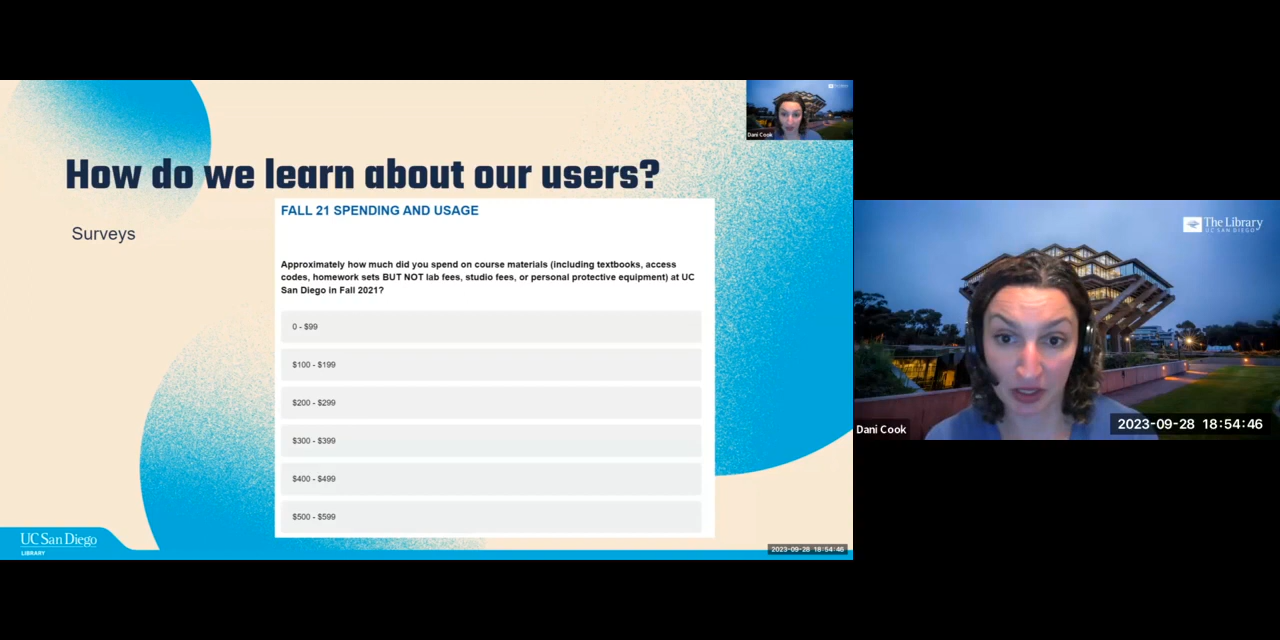 How do we learn about our users?
Surveys
FALL 21 SPENDING AND USAGE
Approximately how much did you spend on course materials (including textbooks, access
codes, homework sets BUT NOT lab fees, studio fees, or personal protective equipment) at UC
San Diego in Fall 2021?
0 - $99
$100 - $199
$200 - $299
$300 - $399
$400 - $499
$500 - $599
UC San Diego
LIBRARY
2023-09-28 18:54:46
Dani Cook
The Library
UC SAN DIEGO
Dani Cook
2023-09-28 18:54:46